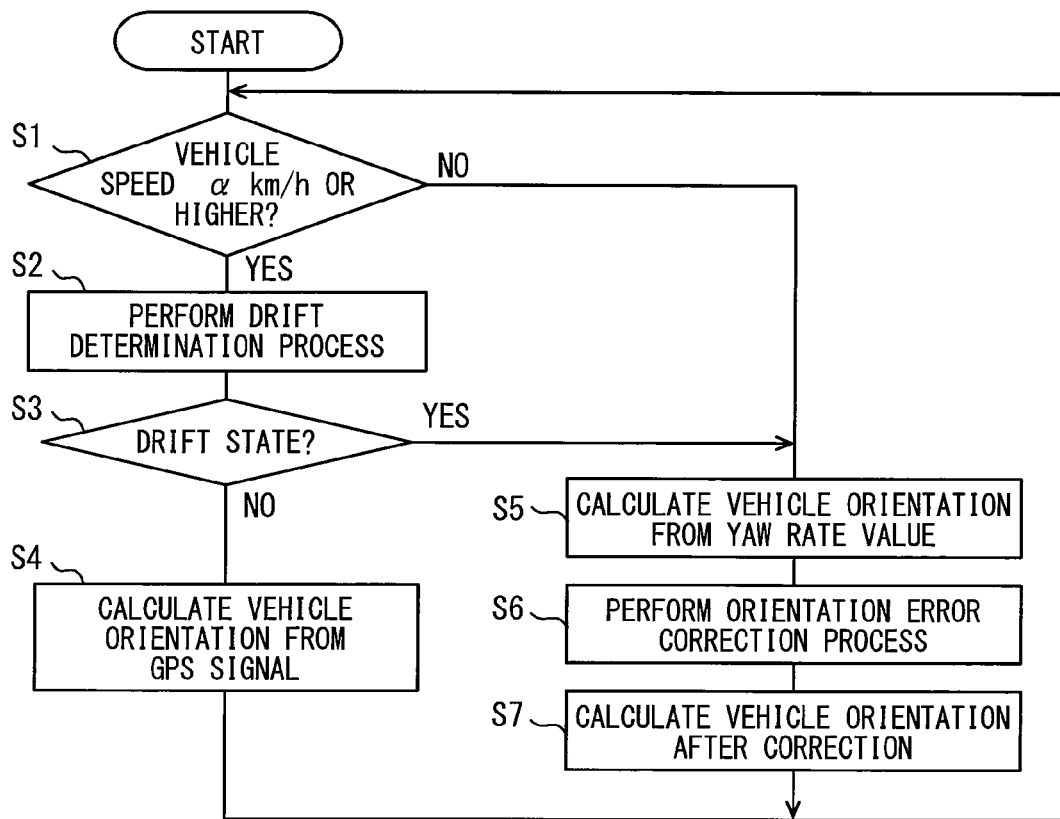 START
S1
VEHICLE
SPEED α km/h OR
HIGHER?
NO
YES
S2
PERFORM DRIFT
DETERMINATION PROCESS
S3
DRIFT STATE?
YES
NO
S4
CALCULATE VEHICLE
ORIENTATION FROM
GPS SIGNAL
S5
CALCULATE VEHICLE ORIENTATION
FROM YAW RATE VALUE
S6
PERFORM ORIENTATION ERROR
CORRECTION PROCESS
S7
CALCULATE VEHICLE ORIENTATION
AFTER CORRECTION